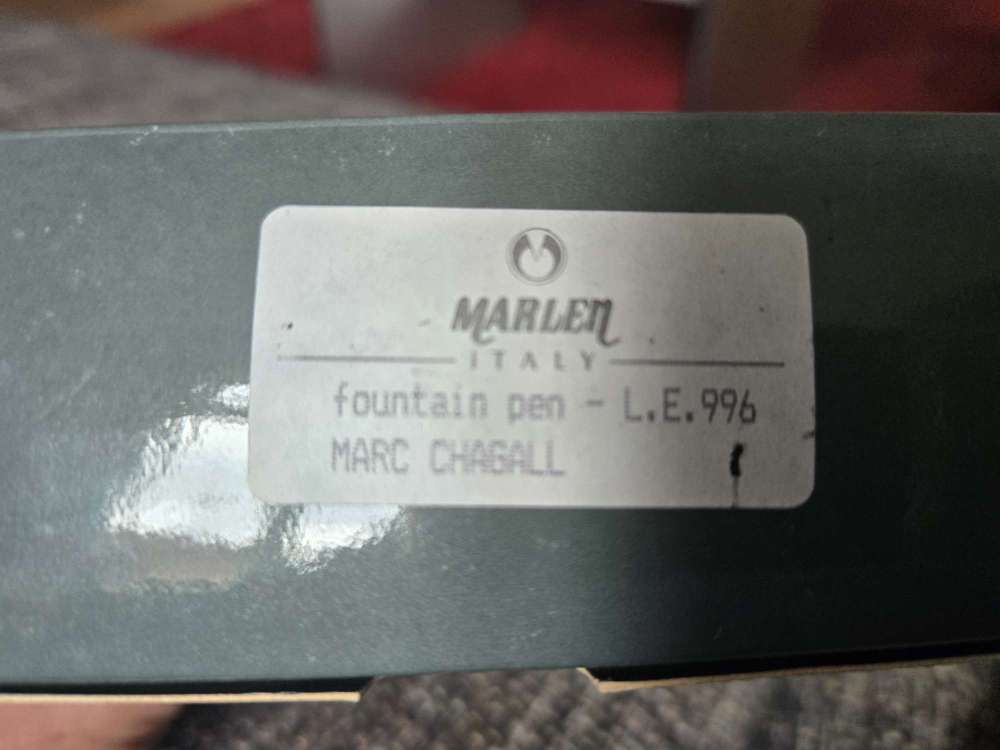 MARLEN
ITALY
fountain pen - L.E.996
MARC CHAGALL